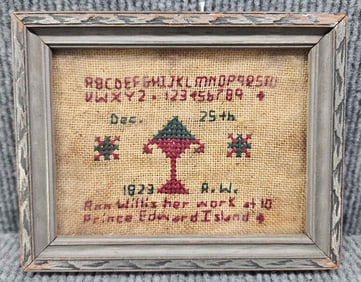 ABCDEFGHIJKLMNOPQRSTU
VWXYZ. 123456789
Dec. 25th
1823 A.W.
Ann Willis her work at 10
Prince Edward Island